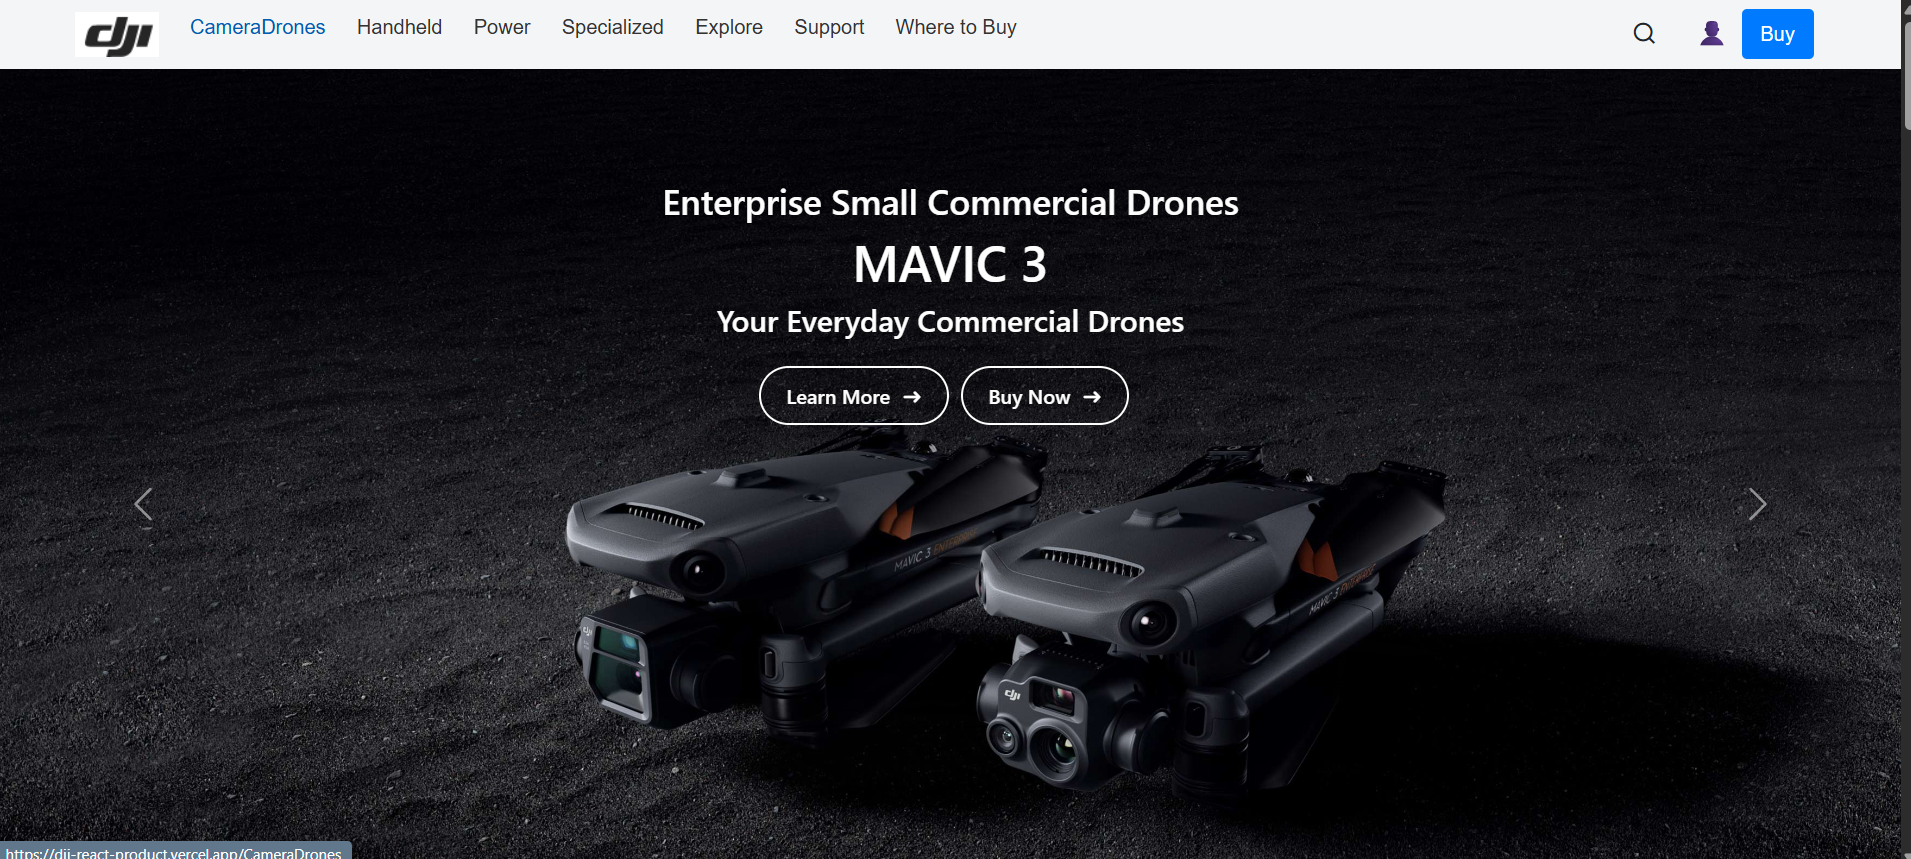 dji CameraDrones Handheld Power Specialized Explore Support Where to Buy Buy
Enterprise Small Commercial Drones
MAVIC 3
Your Everyday Commercial Drones
Learn More → Buy Now →
MAVIC 3 ENTERPRISE
MAVIC 3 ENTERPRISE
dji
dji
https://dji-react-product.vercel.app/CameraDrones